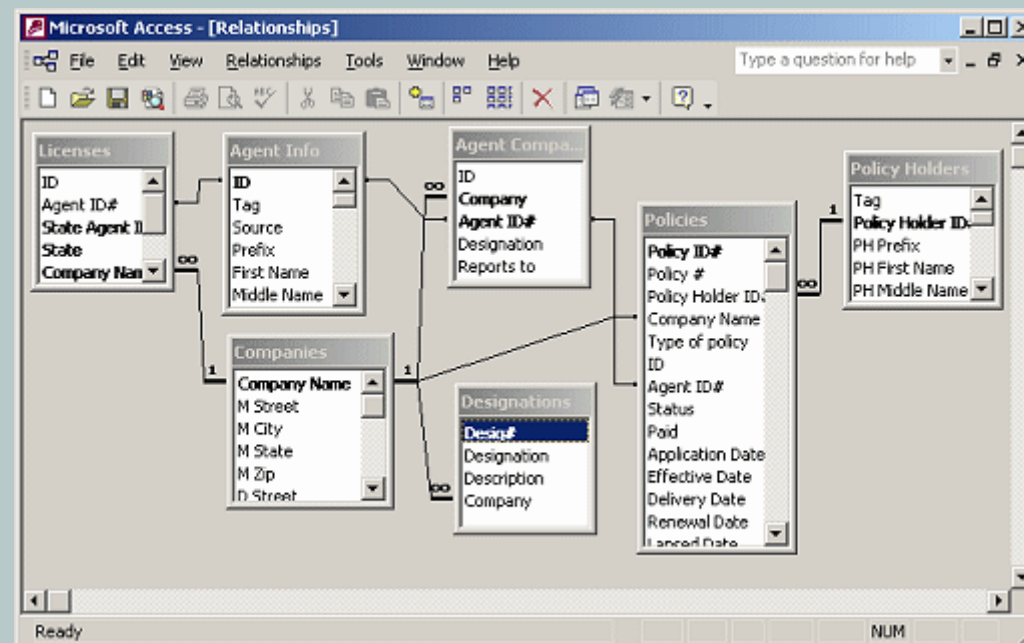 Microsoft Access - [Relationships]
File Edit View Relationships Tools Window Help
Type a question for help
Licenses
ID
Agent ID#
State Agent I
State
Company Nan
Agent Info
ID
Tag
Source
Prefix
First Name
Middle Name
Agent Compa...
ID
Company
Agent ID#
Designation
Reports to
Policies
Policy ID#
Policy #
Policy Holder ID
Company Name
Type of policy
ID
Agent ID#
Status
Paid
Application Date
Effective Date
Delivery Date
Renewal Date
Lapsed Date
Policy Holders
Tag
Policy Holder ID
PH Prefix
PH First Name
PH Middle Name
Companies
Company Name
M Street
M City
M State
M Zip
D Street
Designations
Desig#
Designation
Description
Company
∞
1
1
∞
∞
1
∞
Ready
NUM